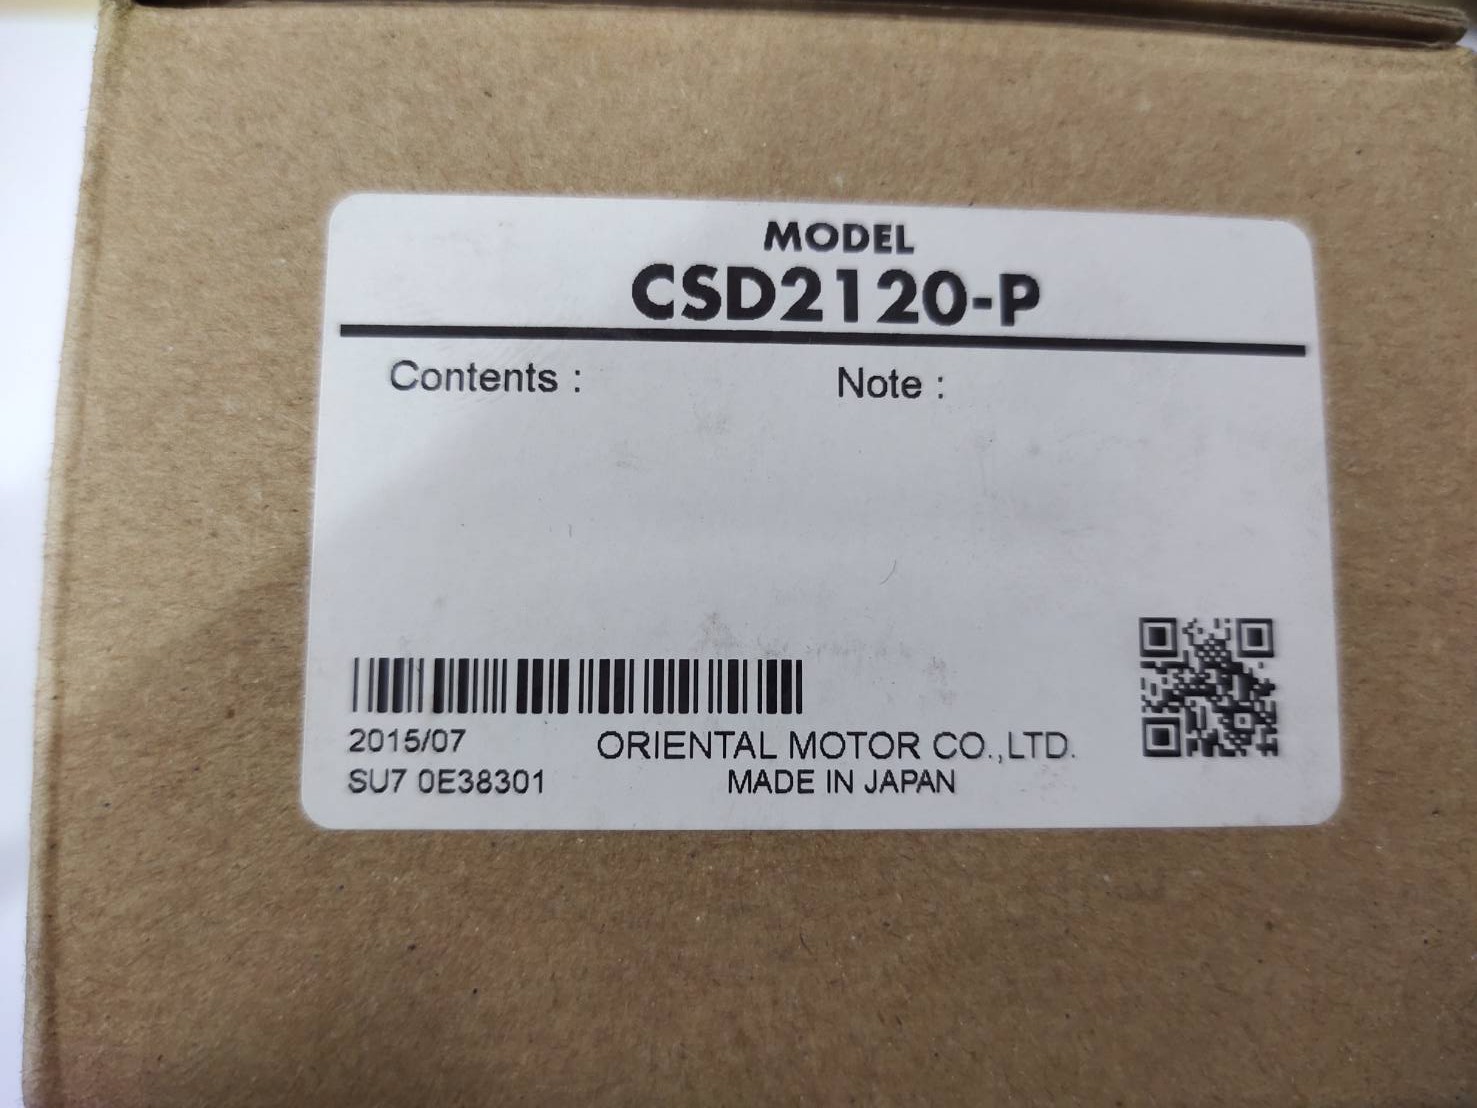 MODEL
CSD2120-P
Contents :
Note :
2015/07
ORIENTAL MOTOR CO.,LTD.
SU7 0E38301
MADE IN JAPAN